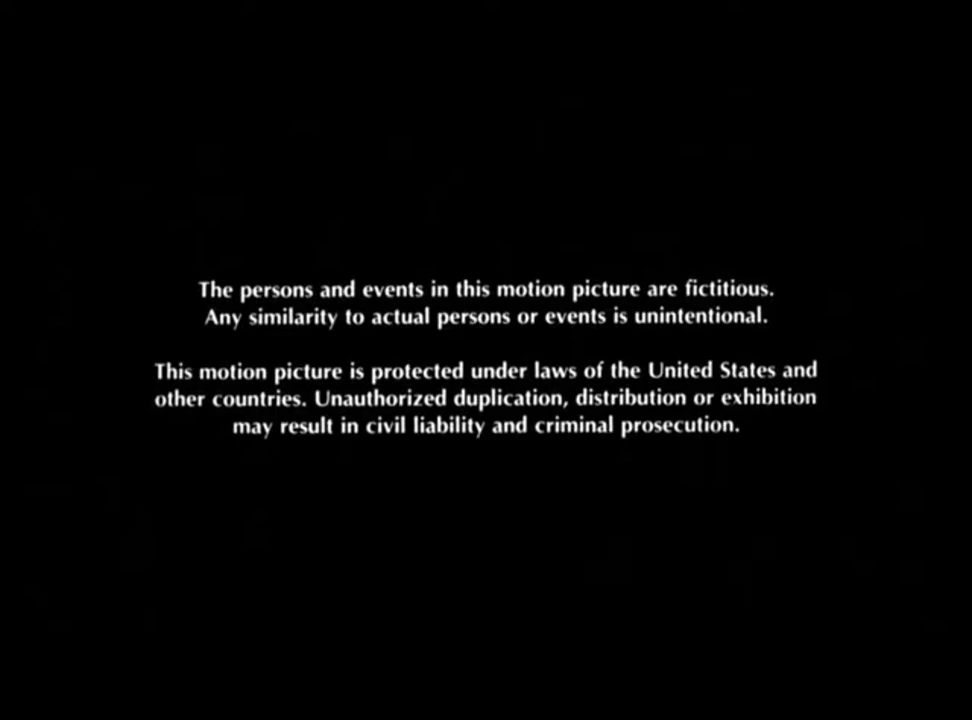 The persons and events in this motion picture are fictitious.
Any similarity to actual persons or events is unintentional.
This motion picture is protected under laws of the United States and
other countries. Unauthorized duplication, distribution or exhibition
may result in civil liability and criminal prosecution.